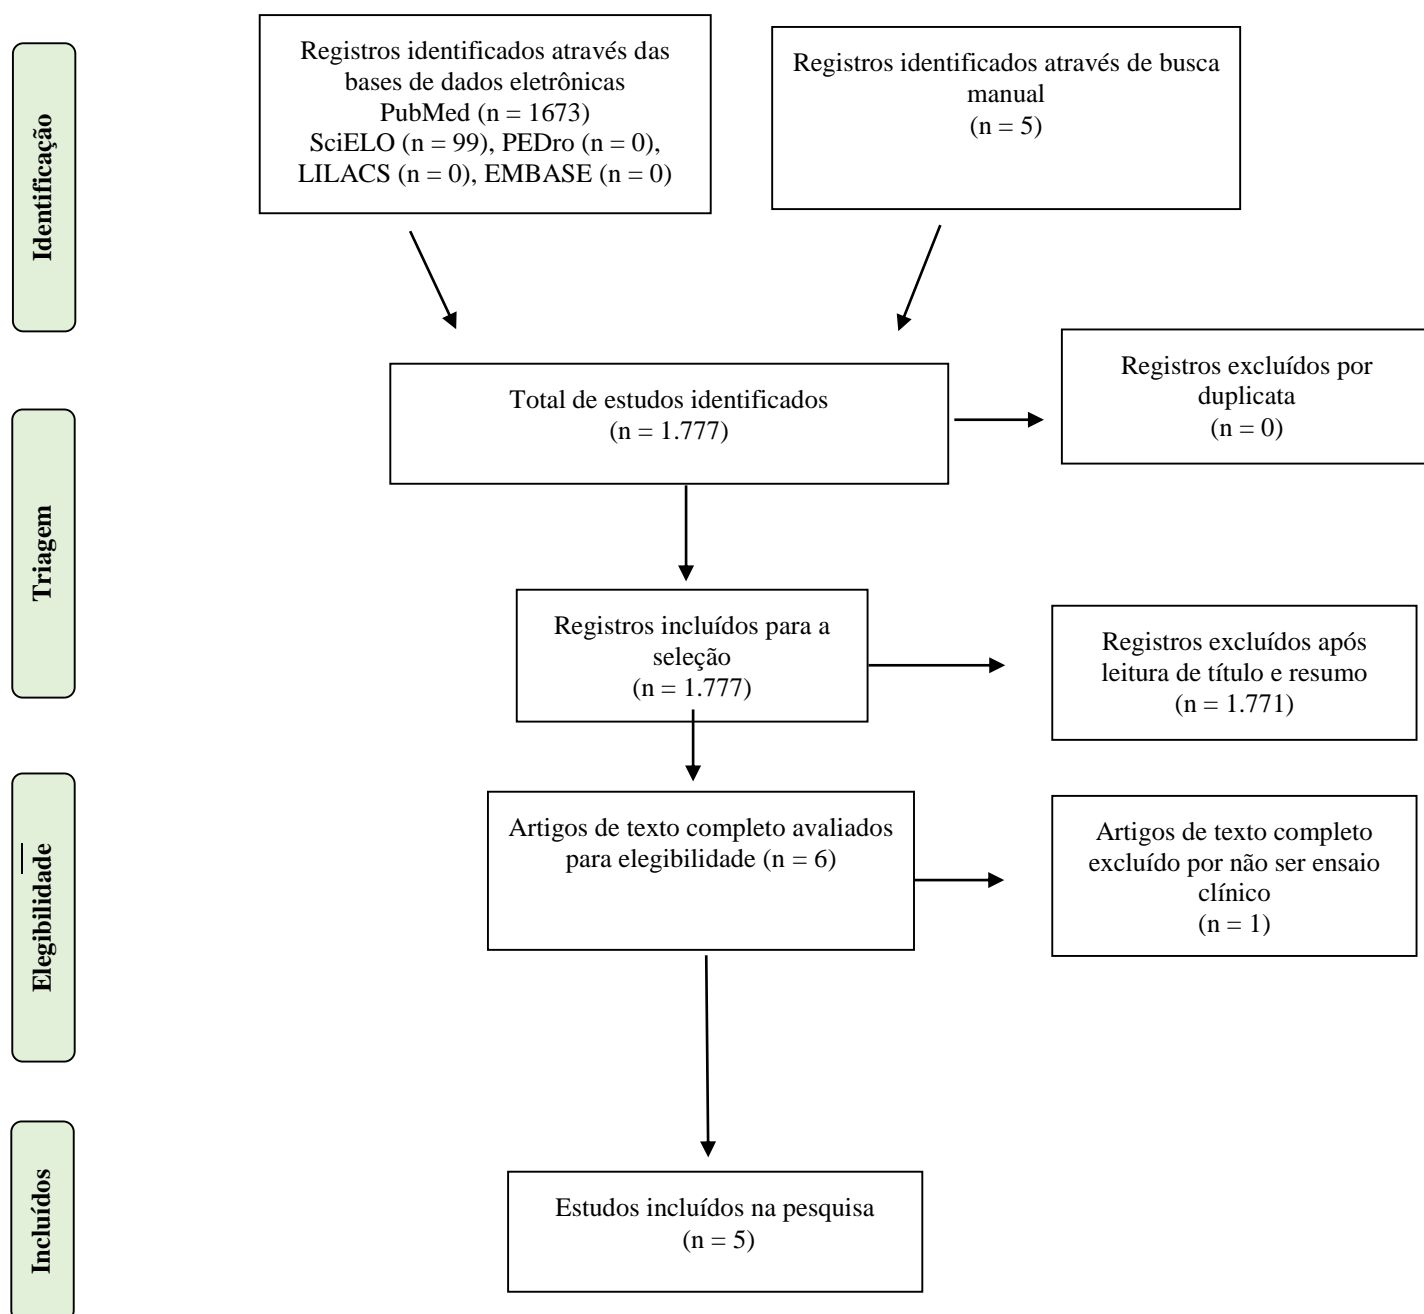 Identificação
Registros identificados através das
bases de dados eletrônicas
PubMed (n = 1673)
SciELO (n = 99), PEDro (n = 0),
LILACS (n = 0), EMBASE (n = 0)
Registros identificados através de busca
manual
(n = 5)
Triagem
Total de estudos identificados
(n = 1.777)
Registros excluídos por
duplicata
(n = 0)
Registros incluídos para a
seleção
(n = 1.777)
Registros excluídos após
leitura de título e resumo
(n = 1.771)
Elegibilidade
Artigos de texto completo avaliados
para elegibilidade (n = 6)
Artigos de texto completo
excluído por não ser ensaio
clínico
(n = 1)
Incluídos
Estudos incluídos na pesquisa
(n = 5)